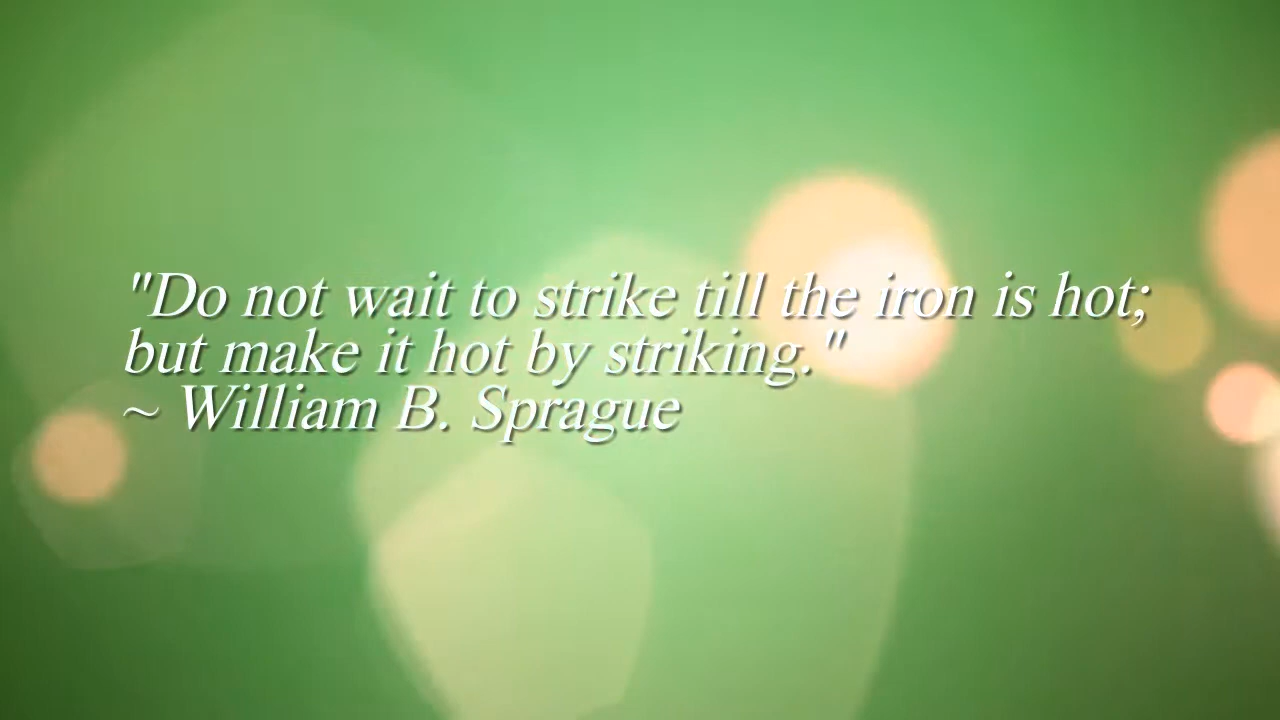 "Do not wait to strike till the iron is hot;
but make it hot by striking."
~ William B. Sprague